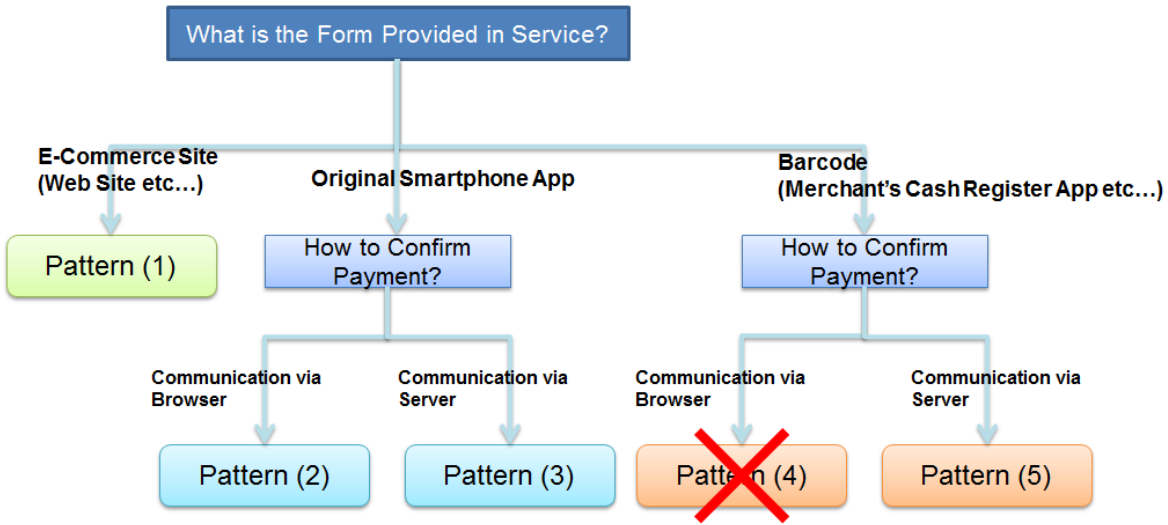 What is the Form Provided in Service?
E-Commerce Site
(Web Site etc…)
Original Smartphone App
Barcode
(Merchant’s Cash Register App etc…)
Pattern (1)
How to Confirm
Payment?
How to Confirm
Payment?
Communication via
Browser
Communication via
Server
Communication via
Browser
Communication via
Server
Pattern (2)
Pattern (3)
Pattern (4)
Pattern (5)